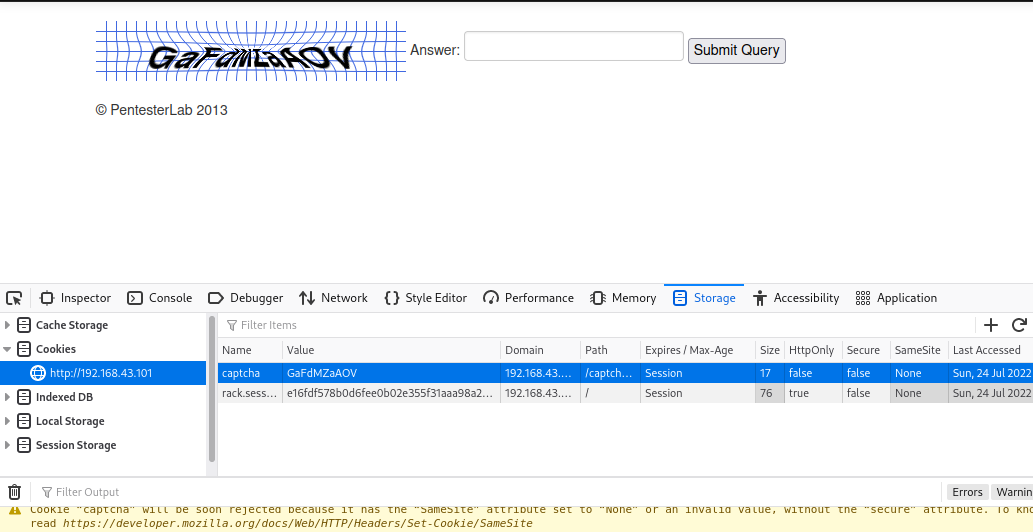 GaFdMZaAOV Answer: Submit Query
© PentesterLab 2013
Inspector Console Debugger Network Style Editor Performance Memory Storage Accessibility Application
Cache Storage
Cookies
http://192.168.43.101
Indexed DB
Local Storage
Session Storage
Filter Items
Name Value Domain Path Expires / Max-Age Size HttpOnly Secure SameSite Last Accessed
captcha GaFdMZaAOV 192.168.43.... /captch... Session 17 false false None Sun, 24 Jul 2022
rack.sess... e16fdf578b0d6fee0b02e355f31aaa98a2... 192.168.43.... / Session 76 true false None Sun, 24 Jul 2022
Filter Output Errors Warnin
Cookie “captcha” will be soon rejected because it has the “SameSite” attribute set to “None” or an invalid value, without the “secure” attribute. To kn
read https://developer.mozilla.org/docs/Web/HTTP/Headers/Set-Cookie/SameSite